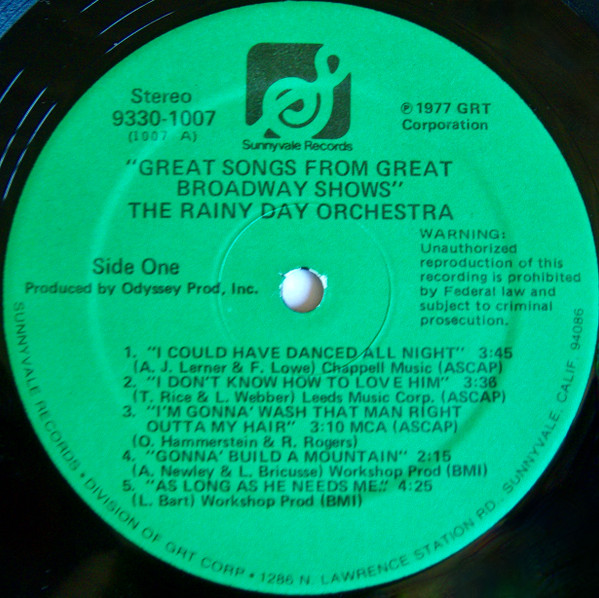 Stereo
9330-1007
(1007 A)
Sunnyvale Records
℗ 1977 GRT
Corporation
"GREAT SONGS FROM GREAT
BROADWAY SHOWS"
THE RAINY DAY ORCHESTRA
Side One
Produced by Odyssey Prod, Inc.
WARNING:
Unauthorized
reproduction of this
recording is prohibited
by Federal law and
subject to criminal
prosecution.
1. "I COULD HAVE DANCED ALL NIGHT" 3:45
(A. J. Lerner & F. Lowe) Chappell Music (ASCAP)
2. "I DON'T KNOW HOW TO LOVE HIM" 3:36
(T. Rice & L. Webber) Leeds Music Corp. (ASCAP)
3. "I'M GONNA' WASH THAT MAN RIGHT
OUTTA MY HAIR" 3:10 MCA (ASCAP)
(O. Hammerstein & R. Rogers)
4. "GONNA' BUILD A MOUNTAIN" 2:15
(A. Newley & L. Bricusse) Workshop Prod (BMI)
5. "AS LONG AS HE NEEDS ME." 4:25
(L. Bart) Workshop Prod (BMI)
SUNNYVALE RECORDS • DIVISION OF GRT CORP • 1286 N. LAWRENCE STATION RD. SUNNYVALE, CALIF. 94086